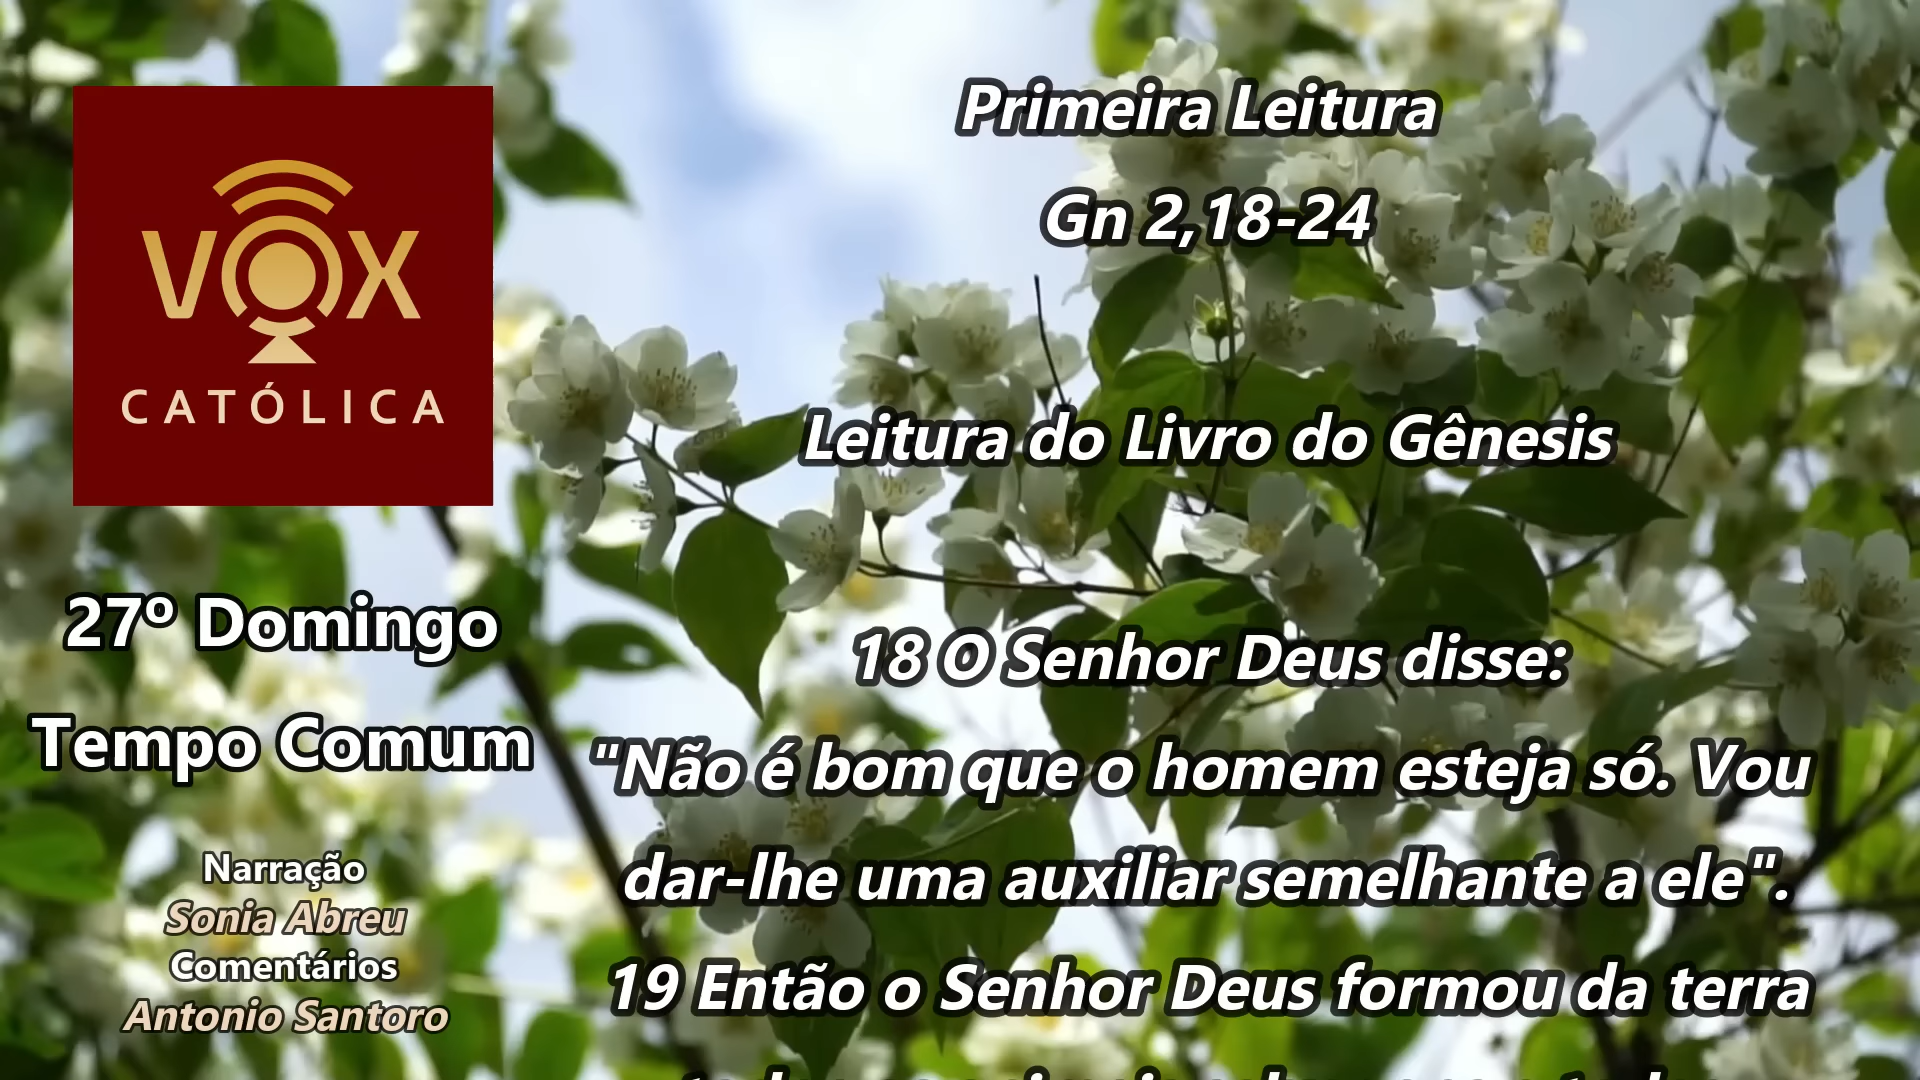 VOX
CATÓLICA
27º Domingo
Tempo Comum
Narração
Sonia Abreu
Comentários
Antonio Santoro
Primeira Leitura
Gn 2,18-24
Leitura do Livro do Gênesis
18 O Senhor Deus disse:
"Não é bom que o homem esteja só. Vou
dar-lhe uma auxiliar semelhante a ele".
19 Então o Senhor Deus formou da terra